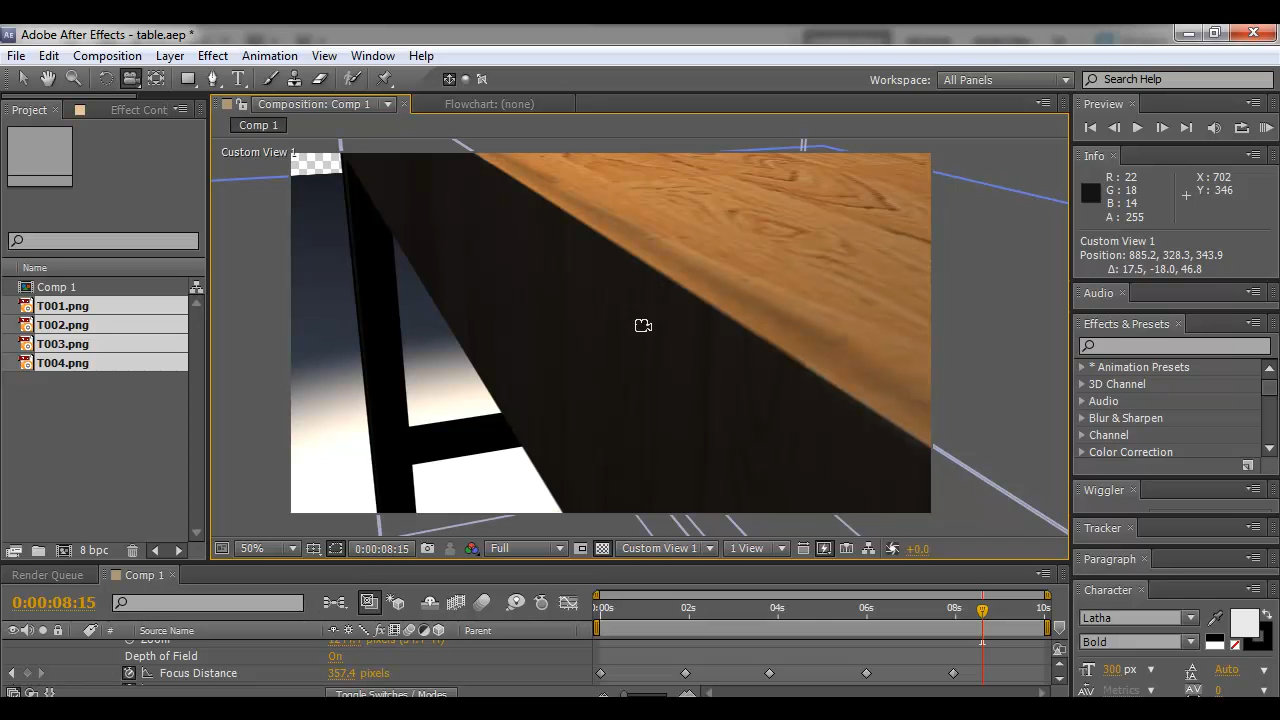 Adobe After Effects - table.aep *
File Edit Composition Layer Effect Animation View Window Help
Workspace: All Panels Search Help
Project Effect Cont
Composition: Comp 1 Flowchart: (none)
Comp 1
Custom View 1
Name
Comp 1
T001.png
T002.png
T003.png
T004.png
8 bpc
50% 0:00:08:15 Full Custom View 1 1 View +0.0
Preview
Info
R: 22
G: 18
B: 14
A: 255
X: 702
Y: 346
Custom View 1
Position: 885.2, 328.3, 343.9
Δ: 17.5, -18.0, 46.8
Audio
Effects & Presets
* Animation Presets
3D Channel
Audio
Blur & Sharpen
Channel
Color Correction
Wiggler
Tracker
Paragraph
Character
Latha
Bold
300 px Auto
Metrics 0
Render Queue Comp 1
0:00:08:15
:00s 02s 04s 06s 08s 10s
# Source Name Parent
Depth of Field On
Focus Distance 357.4 pixels
Toggle Switches / Modes